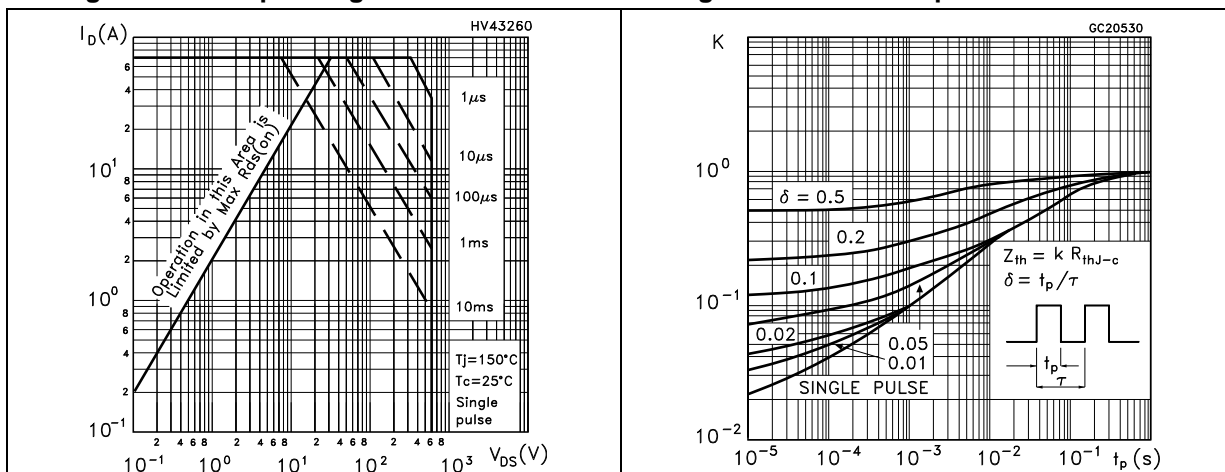 I_D(A)
HV43260
6
4
2
10^1
8
6
4
2
10^0
8
6
4
2
10^-1
Operation in this Area is
Limited by Max Rds(on)
1μs
10μs
100μs
1ms
10ms
Tj=150°C
Tc=25°C
Single
pulse
2 4 6 8 2 4 6 8 2 4 6 8 2 4 6 8
10^-1 10^0 10^1 10^2 10^3 V_DS(V)
K
GC20530
10^0
10^-1
10^-2
δ = 0.5
0.2
0.1
0.02
0.05
0.01
SINGLE PULSE
Z_th = k R_thJ-c
δ = t_p/τ
t_p
τ
10^-5 10^-4 10^-3 10^-2 10^-1 t_p(s)